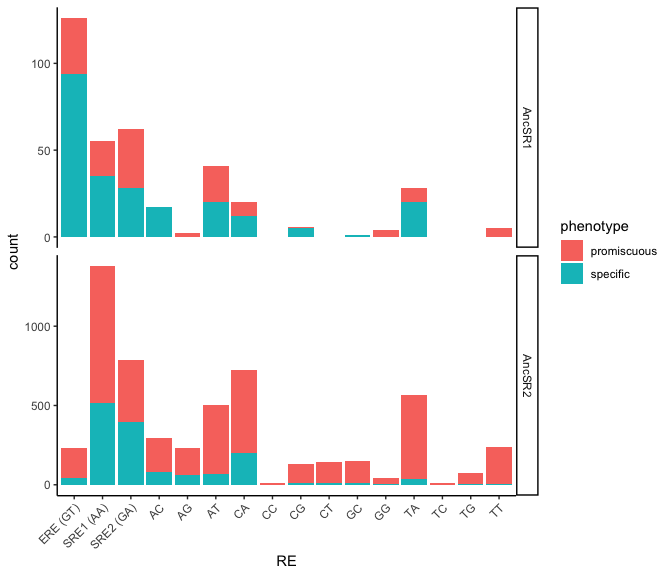 100
50
0
AncSR1
count
1000
500
0
AncSR2
ERE (GT)
SRE1 (AA)
SRE2 (GA)
AC
AG
AT
CA
CC
CG
CT
GC
GG
TA
TC
TG
TT
RE
phenotype
promiscuous
specific